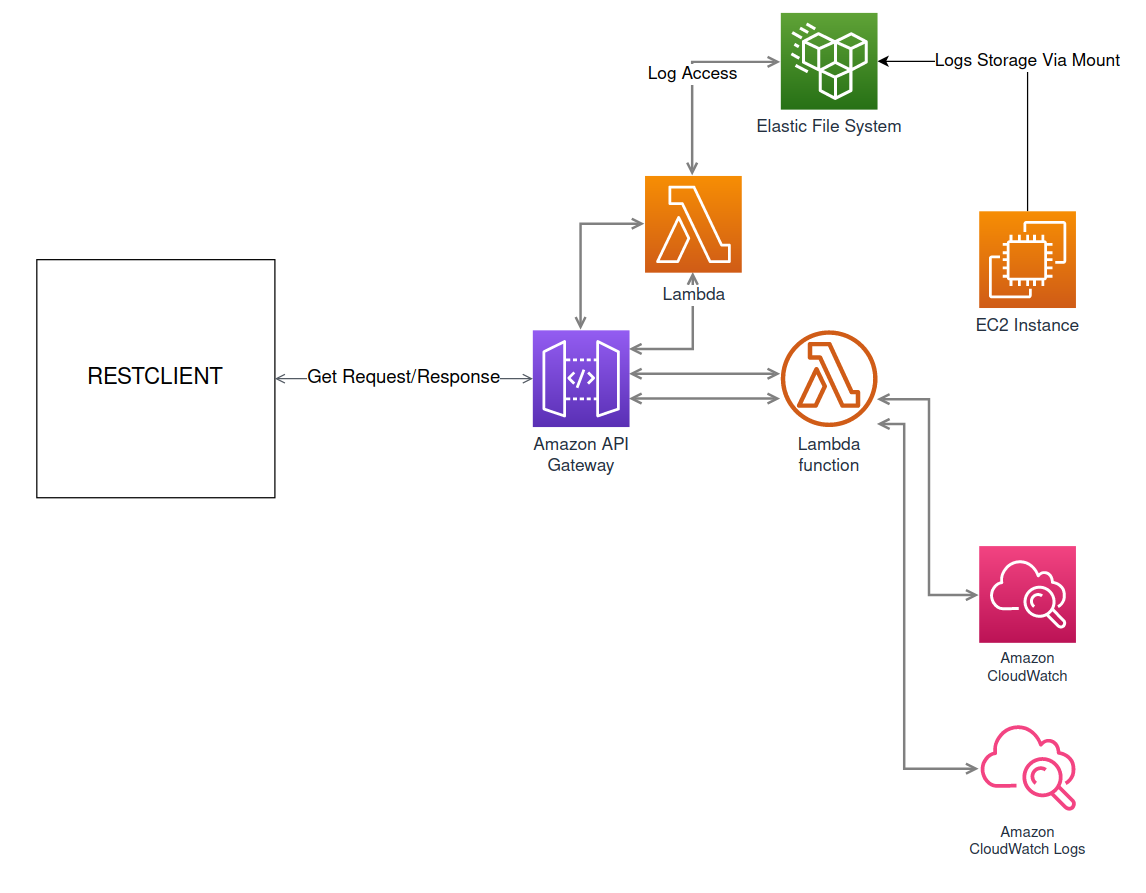 Logs Storage Via Mount
Log Access
Elastic File System
Lambda
EC2 Instance
RESTCLIENT
Get Request/Response
</>
Amazon API
Gateway
Lambda
function
Amazon
CloudWatch
Amazon
CloudWatch Logs